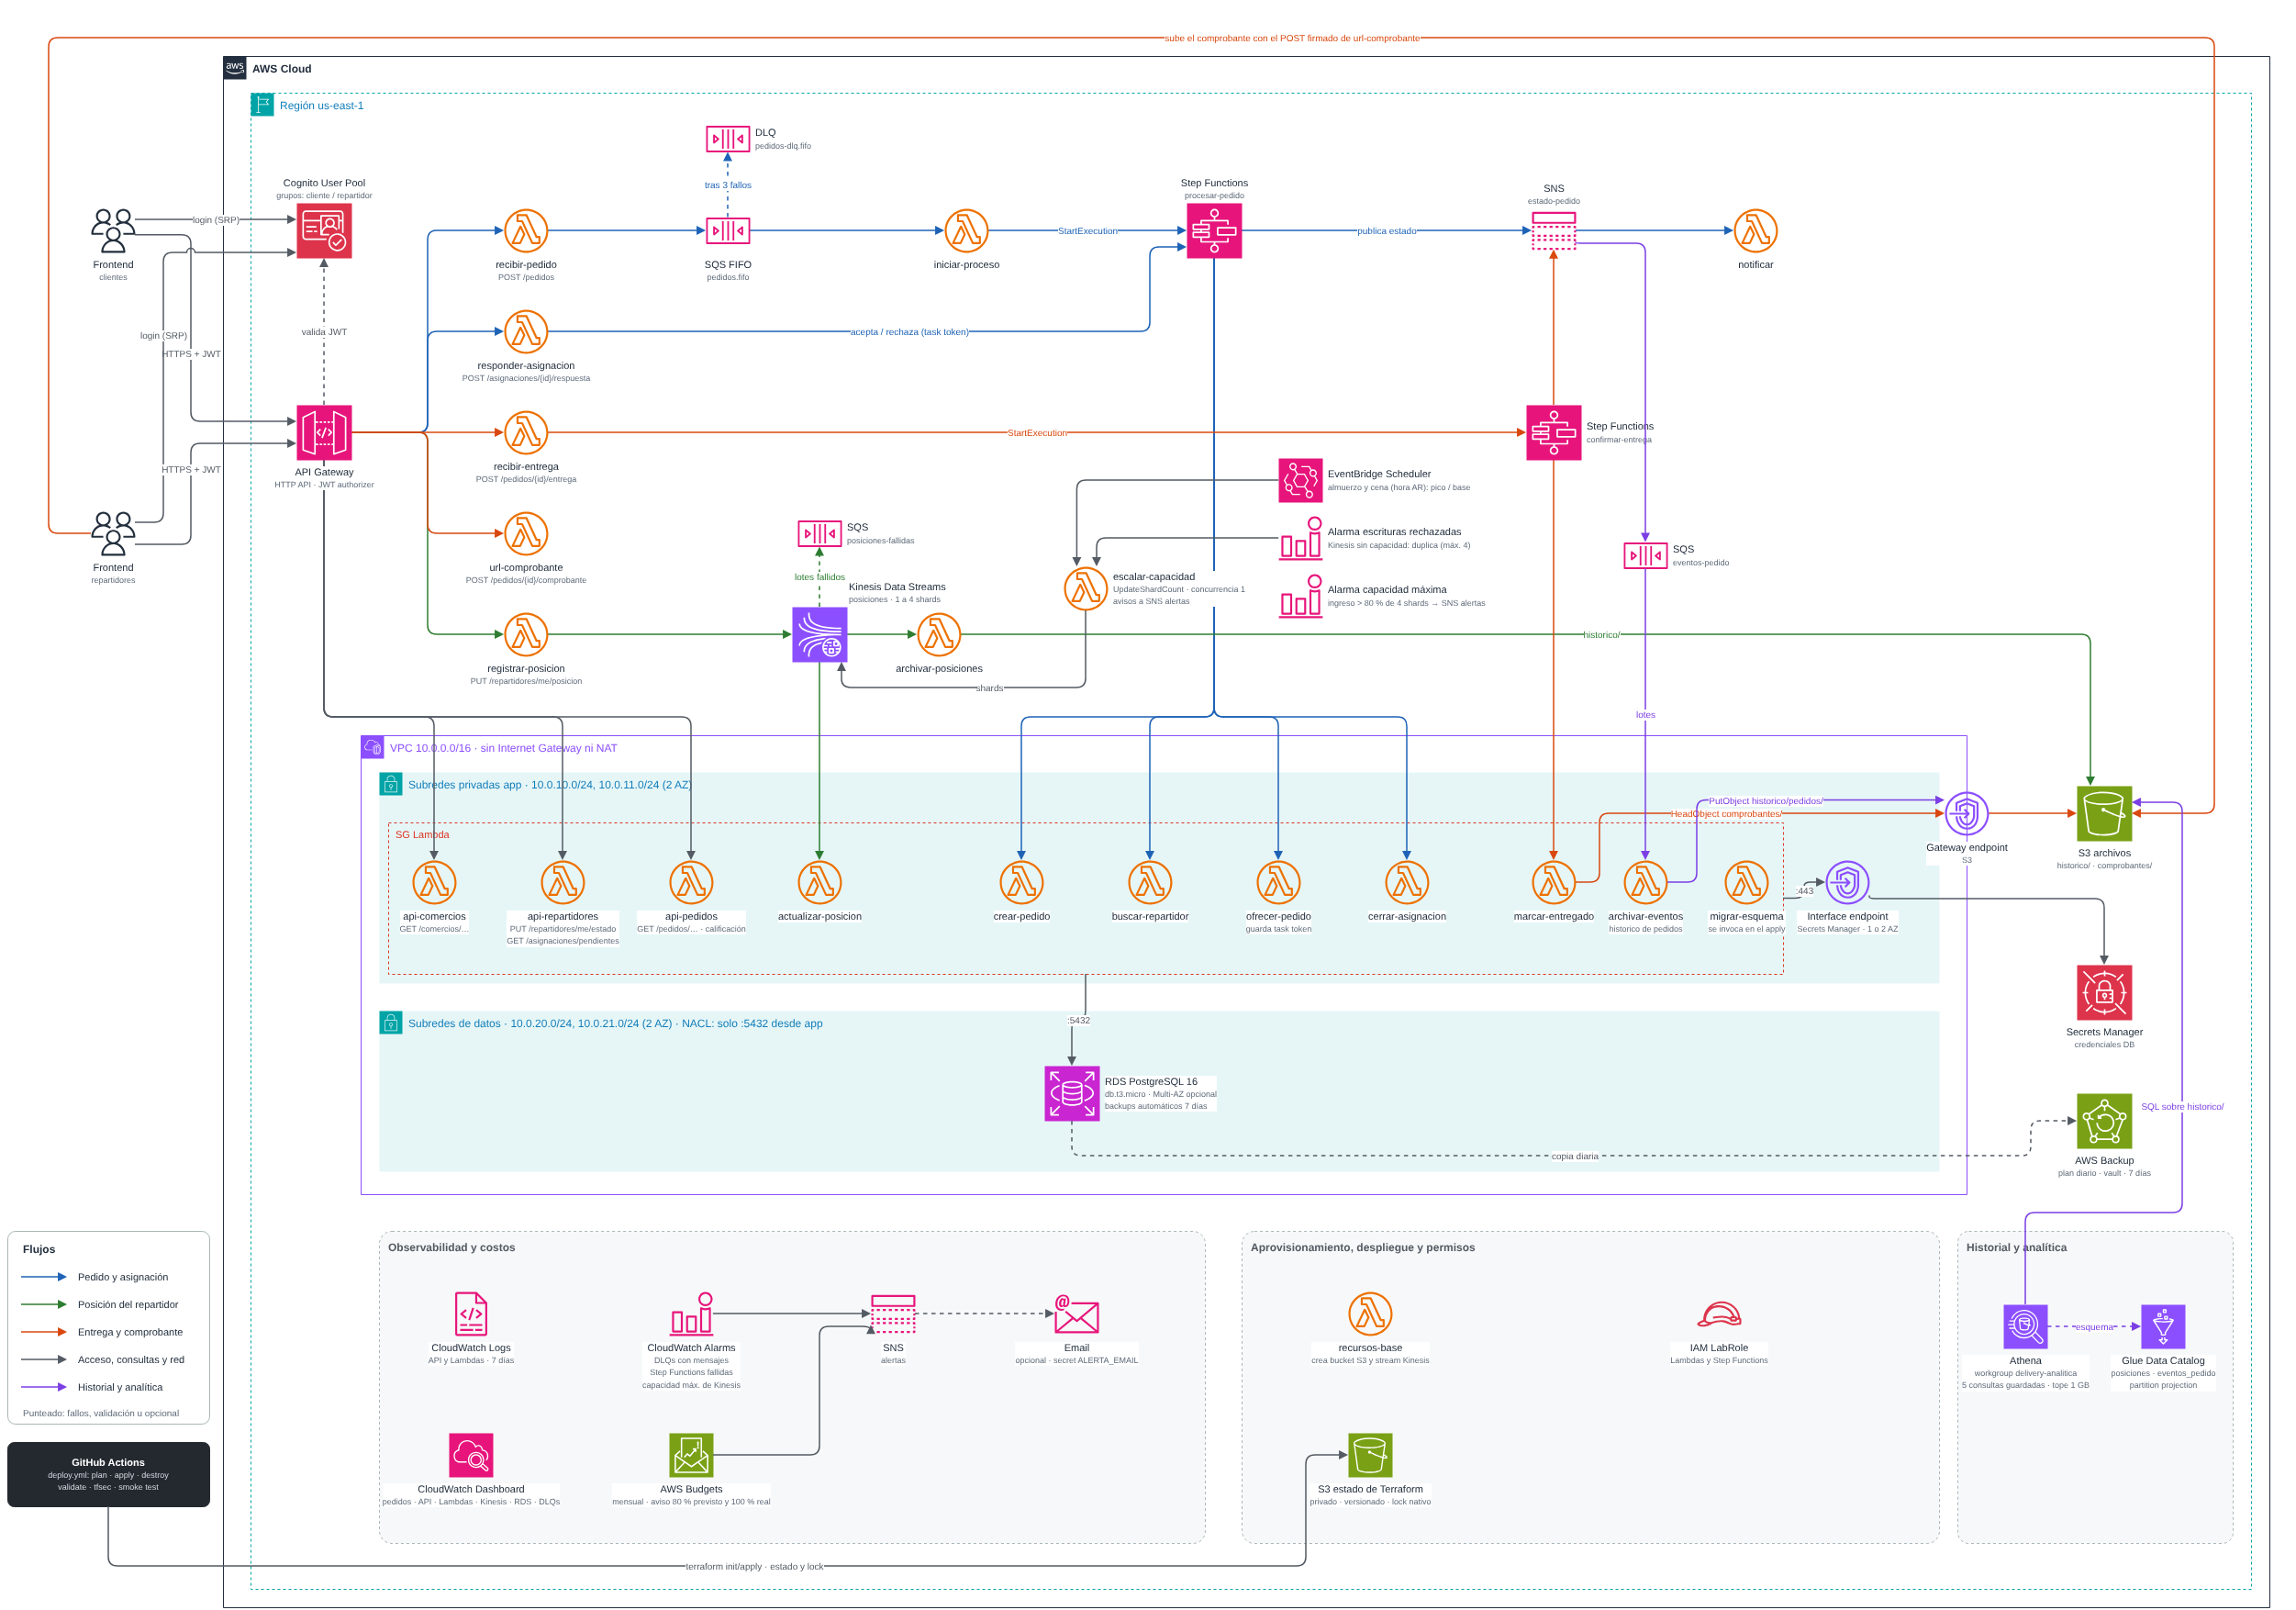 sube el comprobante con el POST firmado de url-comprobante
aws
AWS Cloud
Región us-east-1
DLQ
pedidos-dlq.fifo
tras 3 fallos
Cognito User Pool
grupos: cliente / repartidor
login (SRP)
Frontend
clientes
recibir-pedido
POST /pedidos
SQS FIFO
pedidos.fifo
iniciar-proceso
StartExecution
Step Functions
procesar-pedido
publica estado
SNS
estado-pedido
notificar
login (SRP)
HTTPS + JWT
valida JWT
responder-asignacion
POST /asignaciones/{id}/respuesta
acepta / rechaza (task token)
API Gateway
HTTP API · JWT authorizer
HTTPS + JWT
recibir-entrega
POST /pedidos/{id}/entrega
StartExecution
Step Functions
confirmar-entrega
EventBridge Scheduler
almuerzo y cena (hora AR): pico / base
Frontend
repartidores
url-comprobante
POST /pedidos/{id}/comprobante
SQS
posiciones-fallidas
lotes fallidos
Alarma escrituras rechazadas
Kinesis sin capacidad: duplica (máx. 4)
SQS
eventos-pedido
Kinesis Data Streams
posiciones · 1 a 4 shards
escalar-capacidad
UpdateShardCount · concurrencia 1
avisos a SNS alertas
Alarma capacidad máxima
ingreso > 80 % de 4 shards → SNS alertas
registrar-posicion
PUT /repartidores/me/posicion
archivar-posiciones
historico/
shards
lotes
VPC 10.0.0.0/16 · sin Internet Gateway ni NAT
Subredes privadas app · 10.0.10.0/24, 10.0.11.0/24 (2 AZ)
SG Lambda
PutObject historico/pedidos/
HeadObject comprobantes/
Gateway endpoint
S3
S3 archivos
historico/ · comprobantes/
api-comercios
GET /comercios/…
api-repartidores
PUT /repartidores/me/estado
GET /asignaciones/pendientes
api-pedidos
GET /pedidos/… · calificación
actualizar-posicion
crear-pedido
buscar-repartidor
ofrecer-pedido
guarda task token
cerrar-asignacion
marcar-entregado
archivar-eventos
historico de pedidos
migrar-esquema
se invoca en el apply
:443
Interface endpoint
Secrets Manager · 1 o 2 AZ
Subredes de datos · 10.0.20.0/24, 10.0.21.0/24 (2 AZ) · NACL: solo :5432 desde app
:5432
Secrets Manager
credenciales DB
RDS PostgreSQL 16
db.t3.micro · Multi-AZ opcional
backups automáticos 7 días
SQL sobre historico/
copia diaria
AWS Backup
plan diario · vault · 7 días
Flujos
Pedido y asignación
Posición del repartidor
Entrega y comprobante
Acceso, consultas y red
Historial y analítica
Punteado: fallos, validación u opcional
GitHub Actions
deploy.yml: plan · apply · destroy
validate · tfsec · smoke test
Observabilidad y costos
CloudWatch Logs
API y Lambdas · 7 días
CloudWatch Alarms
DLQs con mensajes
Step Functions fallidas
capacidad máx. de Kinesis
SNS
alertas
Email
opcional · secret ALERTA_EMAIL
CloudWatch Dashboard
pedidos · API · Lambdas · Kinesis · RDS · DLQs
AWS Budgets
mensual · aviso 80 % previsto y 100 % real
Aprovisionamiento, despliegue y permisos
recursos-base
crea bucket S3 y stream Kinesis
IAM LabRole
Lambdas y Step Functions
S3 estado de Terraform
privado · versionado · lock nativo
Historial y analítica
Athena
workgroup delivery-analitica
5 consultas guardadas · tope 1 GB
esquema
Glue Data Catalog
posiciones · eventos_pedido
partition projection
terraform init/apply · estado y lock